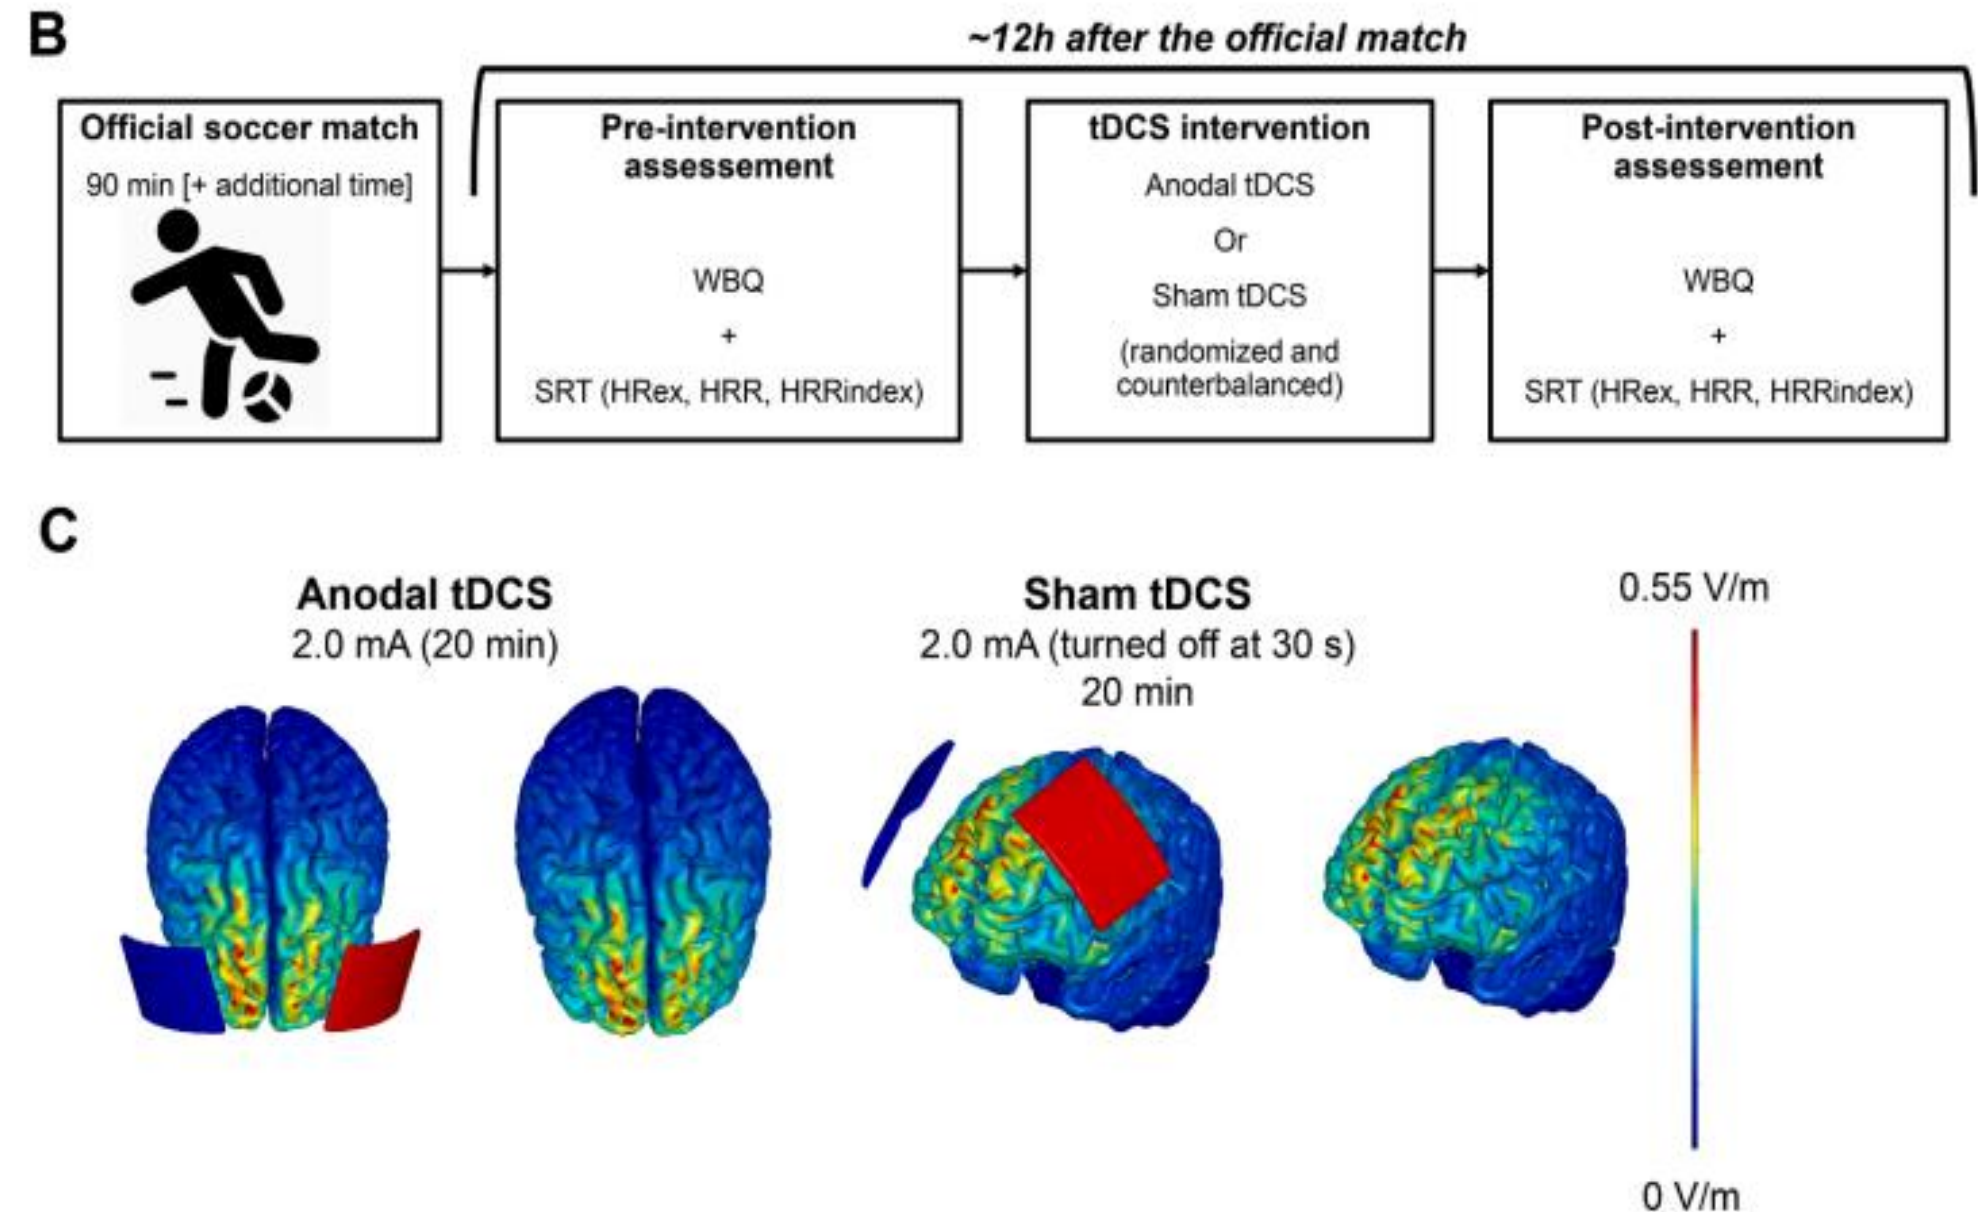 B
~12h after the official match
Official soccer match
90 min [+ additional time]
Pre-intervention
assessement
WBQ
+
SRT (HRex, HRR, HRRindex)
tDCS intervention
Anodal tDCS
Or
Sham tDCS
(randomized and
counterbalanced)
Post-intervention
assessement
WBQ
+
SRT (HRex, HRR, HRRindex)
C
Anodal tDCS
2.0 mA (20 min)
Sham tDCS
2.0 mA (turned off at 30 s)
20 min
0.55 V/m
0 V/m